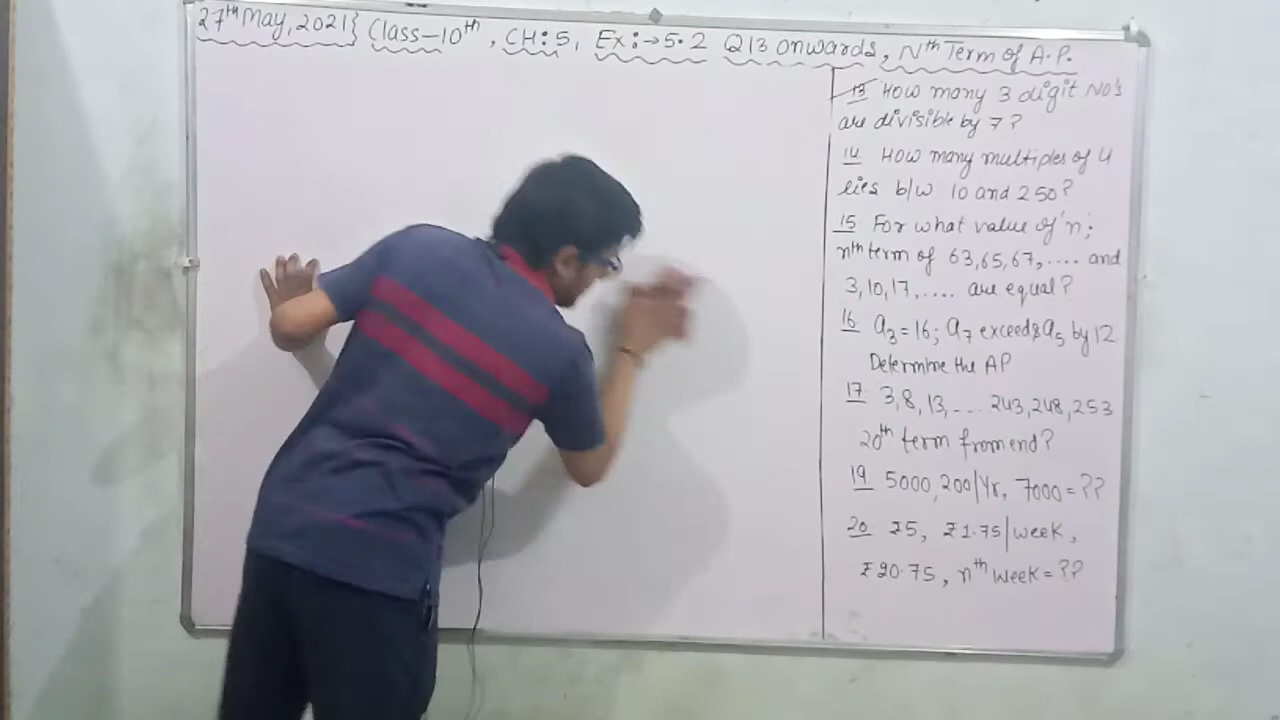 27th May, 2021} Class-10th, CH: 5, Ex:→5.2 Q13 onwards, Nth Term of A.P.
13 How many 3 digit No's
are divisible by 7?
14 How many multiples of 4
lies b/w 10 and 250?
15 For what value of 'n';
nth term of 63,65,67,.... and
3,10,17,.... are equal?
16 a3=16; a7 exceeds a5 by 12
Determine the AP
17 3,8,13,... 243,248,253
20th term from end?
19 5000,200/Yr, 7000=??
20 ₹5, ₹1.75/week,
₹20.75, nth week=??